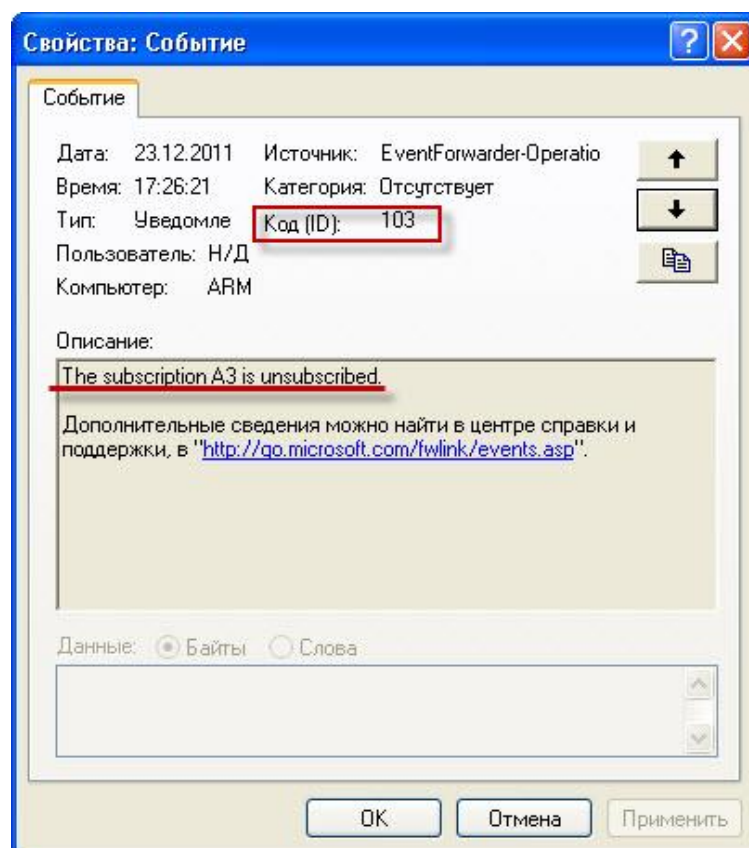 Свойства: Событие
Событие
Дата: 23.12.2011 Источник: EventForwarder-Operatio
Время: 17:26:21 Категория: Отсутствует
Тип: Уведомле Код (ID): 103
Пользователь: Н/Д
Компьютер: ARM
Описание:
The subscription A3 is unsubscribed.
Дополнительные сведения можно найти в центре справки и
поддержки, в "http://go.microsoft.com/fwlink/events.asp".
Данные: Байты Слова
OK Отмена Применить